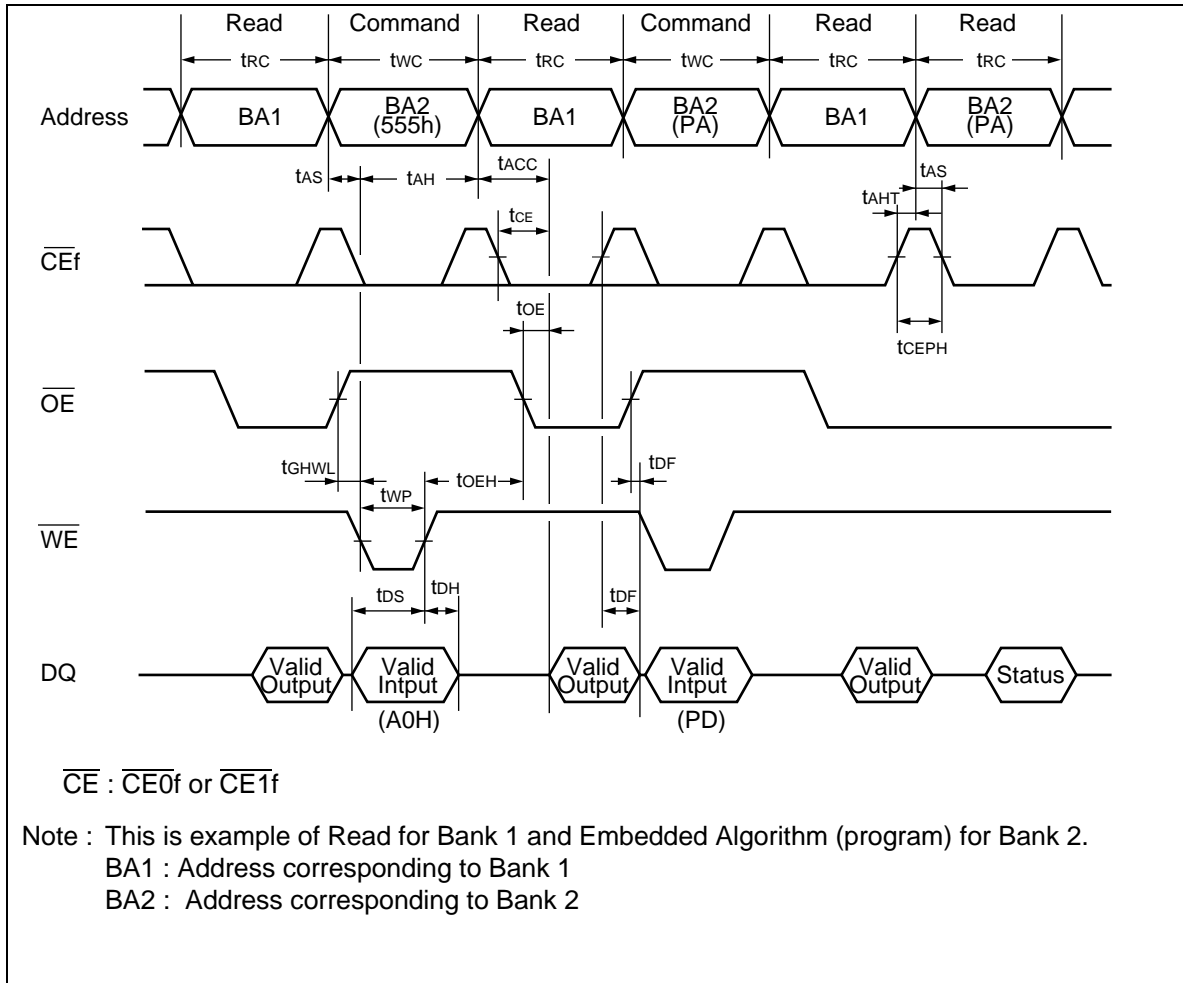 Read Command Read Command Read Read
tRC tWC tRC tWC tRC tRC
Address BA1 BA2 (555h) BA1 BA2 (PA) BA1 BA2 (PA)
tAS tAH tACC tAS
tAHT
tCE
CEf
tOE
tCEPH
OE
tGHWL tOEH tDF
tWP
WE
tDS tDH tDF
DQ Valid Output Valid Intput Valid Output Valid Intput Valid Output Status
(A0H) (PD)
CE : CE0f or CE1f
Note : This is example of Read for Bank 1 and Embedded Algorithm (program) for Bank 2.
BA1 : Address corresponding to Bank 1
BA2 : Address corresponding to Bank 2